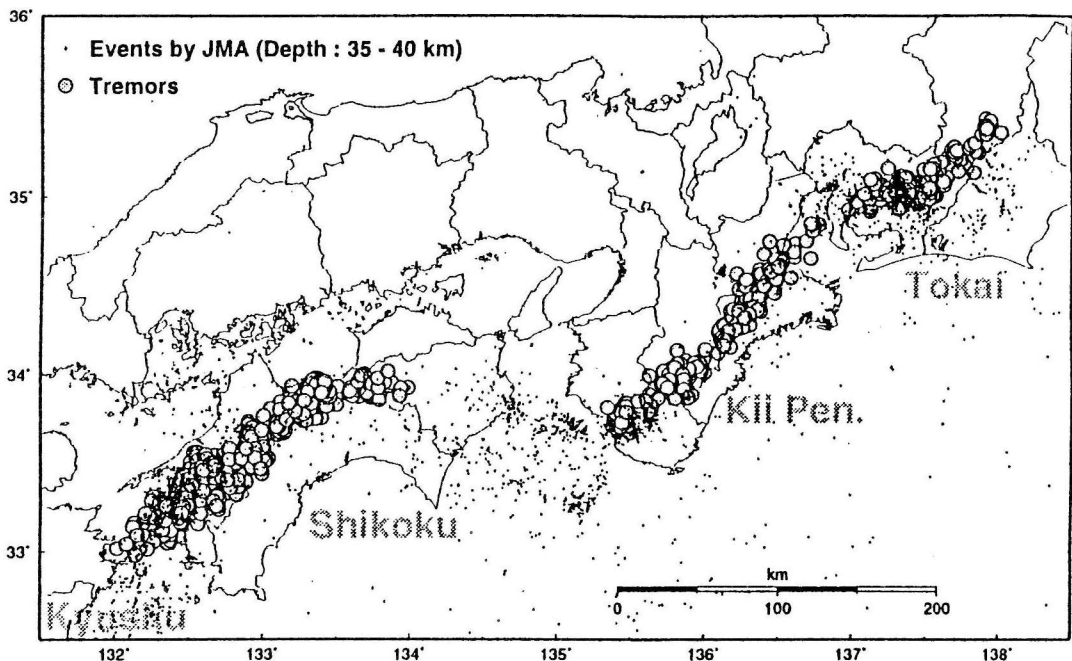 36°
Events by JMA (Depth : 35 - 40 km)
Tremors
35°
Tokai
34°
Kii Pen.
Shikoku
33°
km
0 100 200
Kyushu
132° 133° 134° 135° 136° 137° 138°